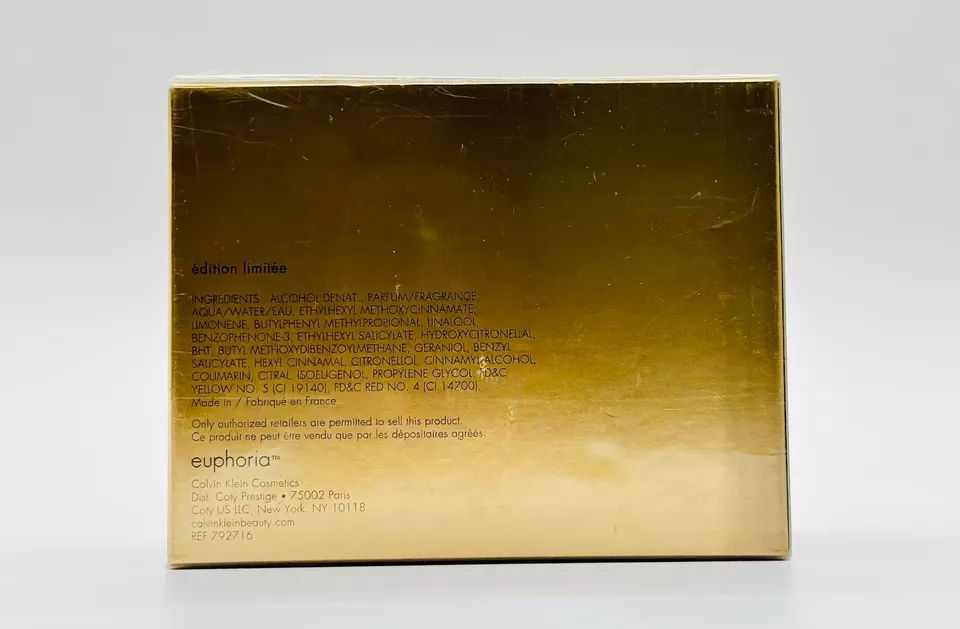 édition limitée
INGREDIENTS: ALCOHOL DENAT., PARFUM/FRAGRANCE,
AQUA/WATER/EAU, ETHYLHEXYL METHOXYCINNAMATE,
LIMONENE, BUTYLPHENYL METHYLPROPIONAL, LINALOOL,
BENZOPHENONE-3, ETHYLHEXYL SALICYLATE, HYDROXYCITRONELLAL,
BHT, BUTYL METHOXYDIBENZOYLMETHANE, GERANIOL, BENZYL
SALICYLATE, HEXYL CINNAMAL, CITRONELLOL, CINNAMYL ALCOHOL,
COUMARIN, CITRAL, ISOEUGENOL, PROPYLENE GLYCOL, FD&C
YELLOW NO. 5 (CI 19140), FD&C RED NO. 4 (CI 14700).
Made in / Fabriqué en France
Only authorized retailers are permitted to sell this product.
Ce produit ne peut être vendu que par les dépositaires agréés.
euphoria™
Calvin Klein Cosmetics
Dist. Coty Prestige • 75002 Paris
Coty US LLC, New York, NY 10118
calvinkleinbeauty.com
REF 792716